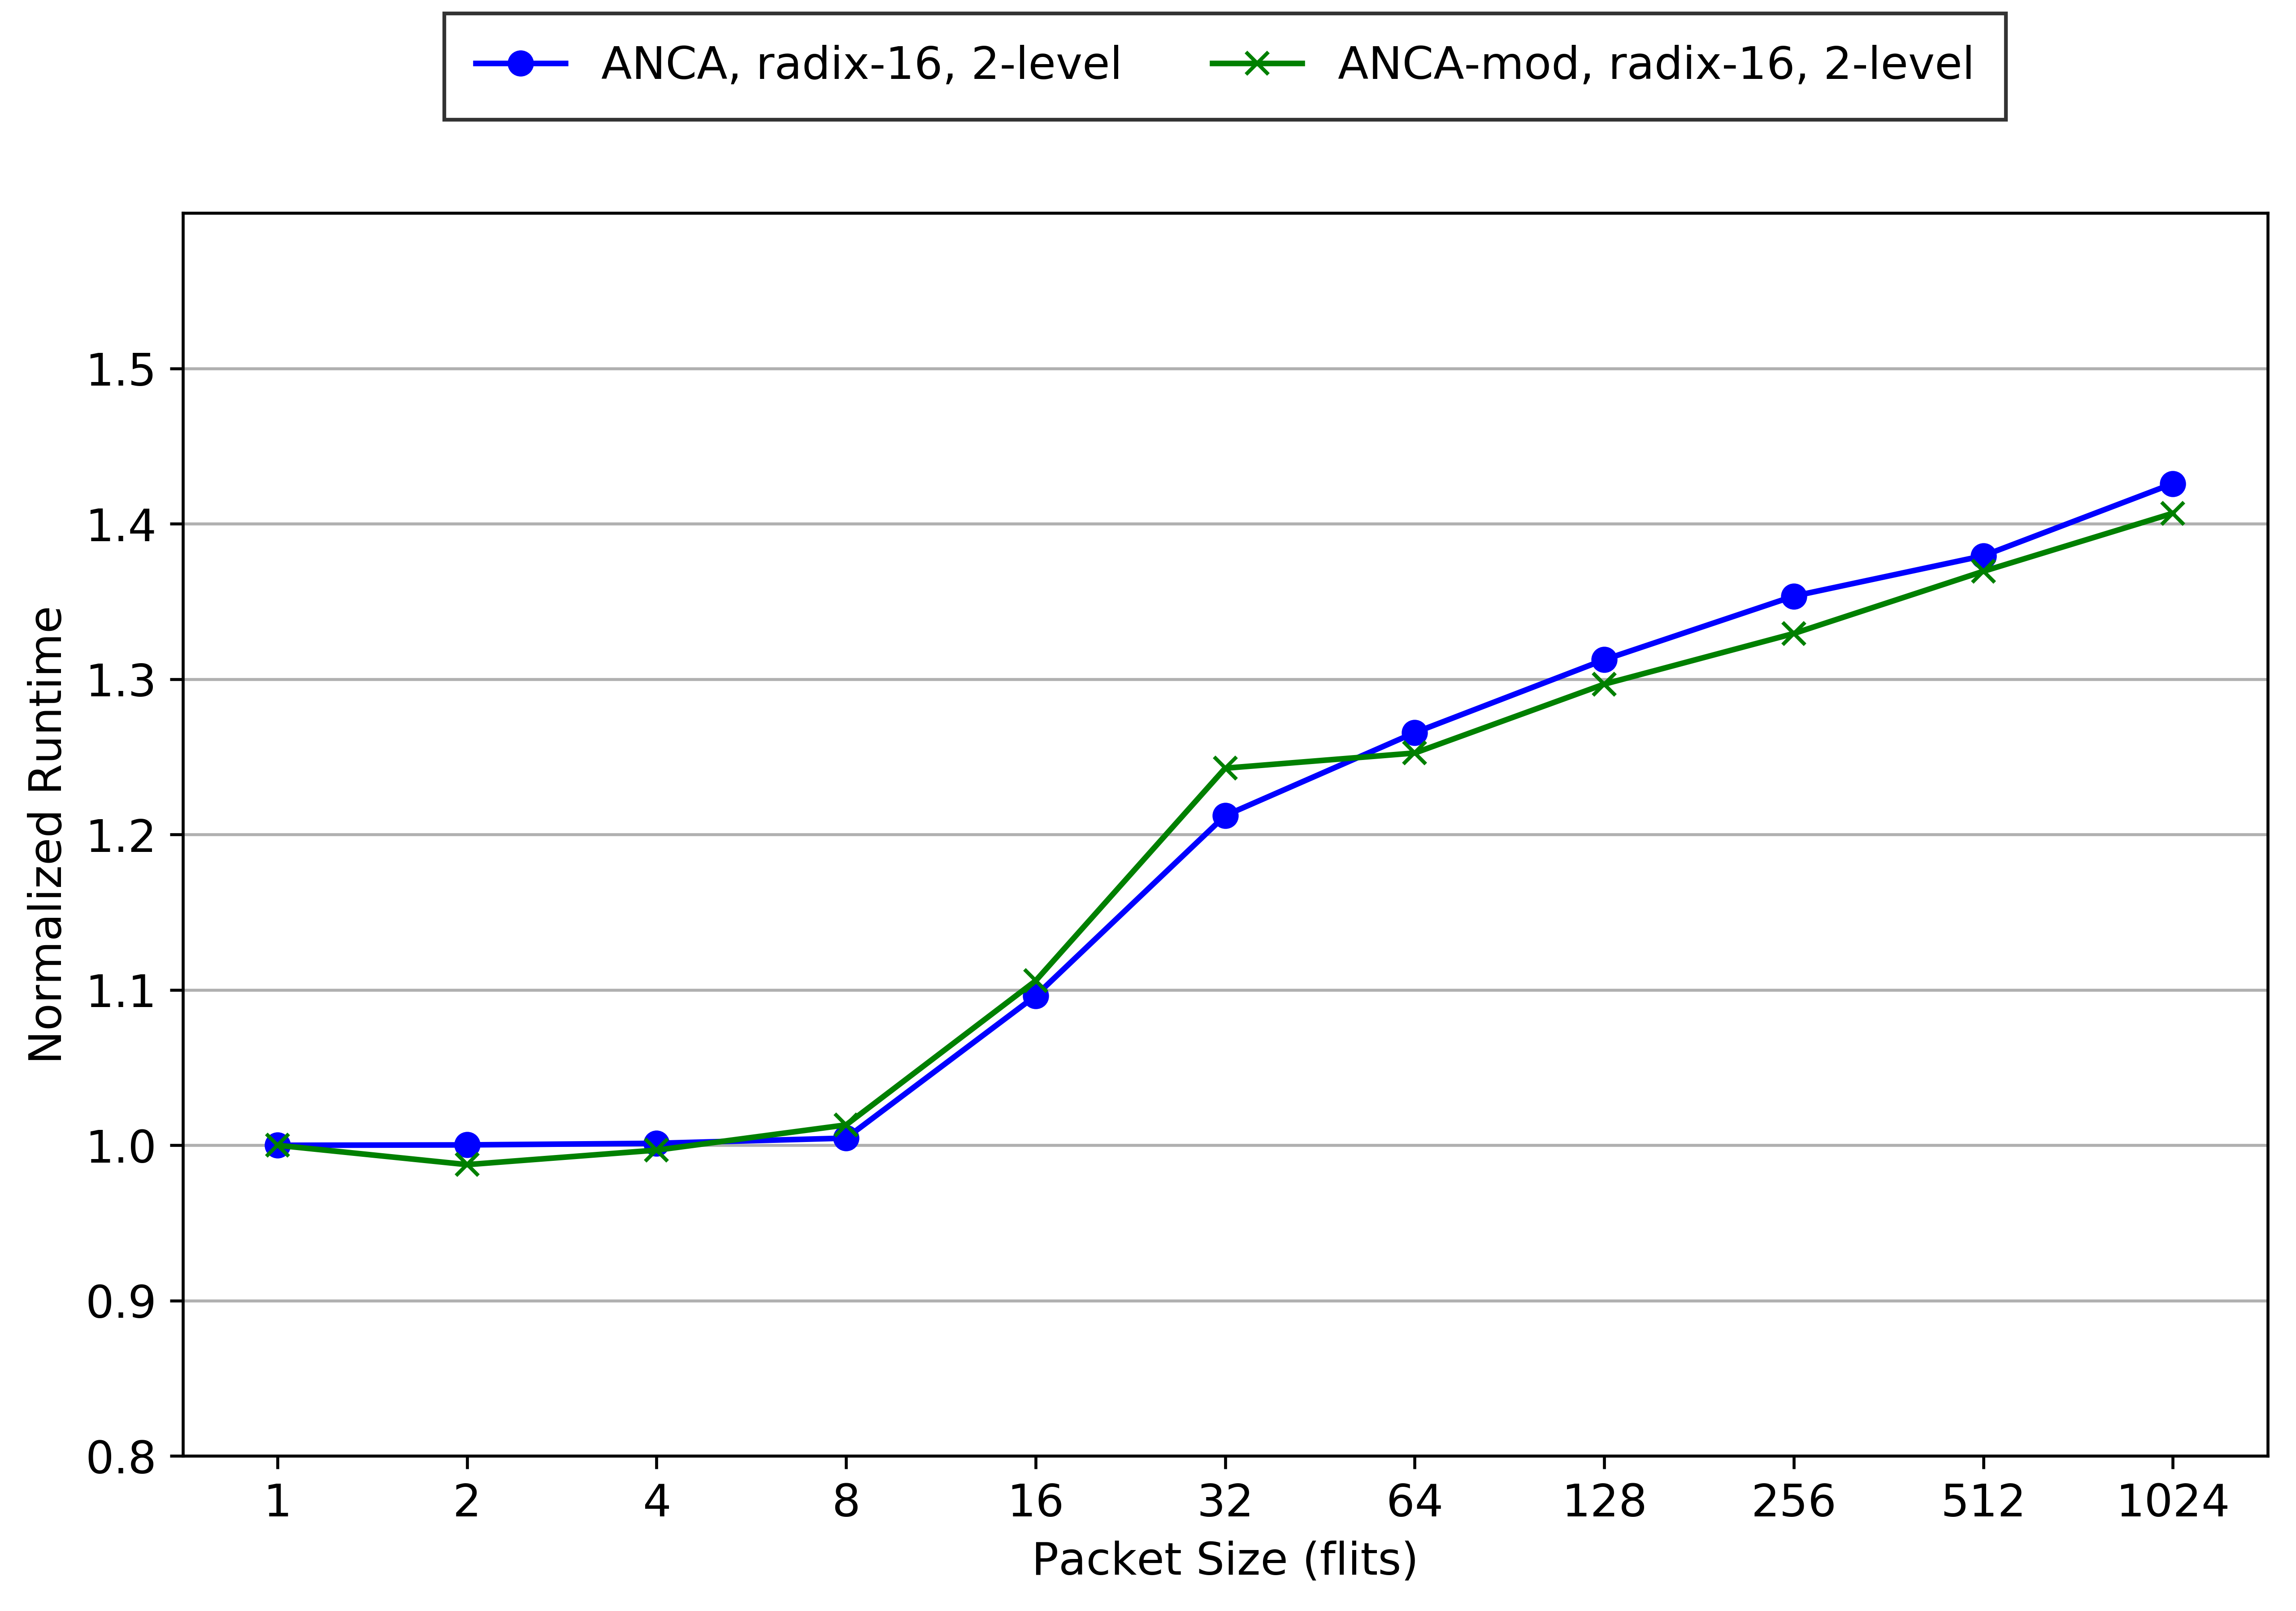 ANCA, radix-16, 2-level ANCA-mod, radix-16, 2-level
1.5
1.4
1.3
1.2
1.1
1.0
0.9
0.8
Normalized Runtime
1 2 4 8 16 32 64 128 256 512 1024
Packet Size (flits)